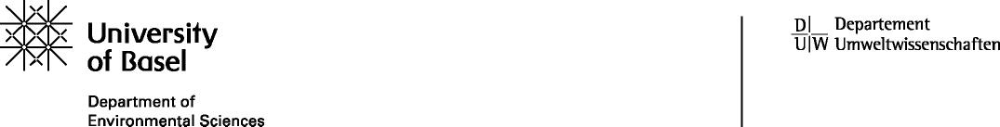 University
of Basel
Department of
Environmental Sciences
D Departement
U W Umweltwissenschaften